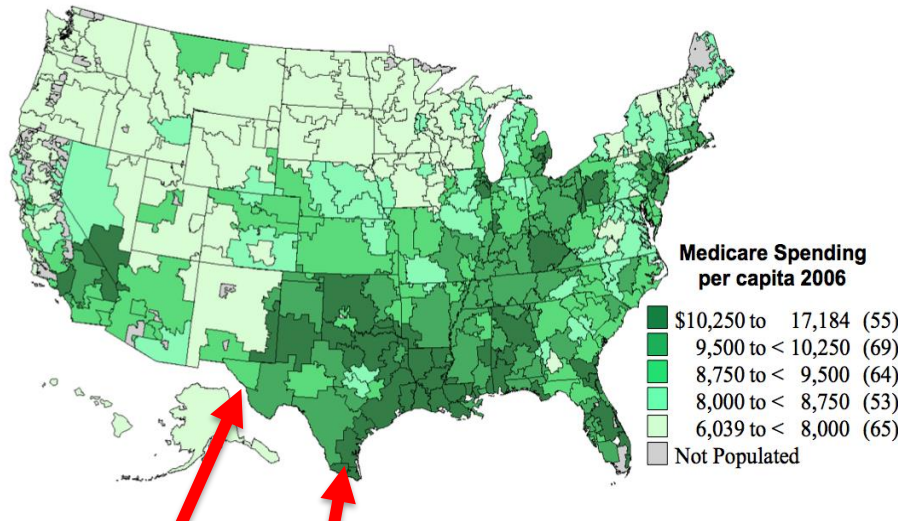 Medicare Spending
per capita 2006
$10,250 to 17,184 (55)
9,500 to < 10,250 (69)
8,750 to < 9,500 (64)
8,000 to < 8,750 (53)
6,039 to < 8,000 (65)
Not Populated